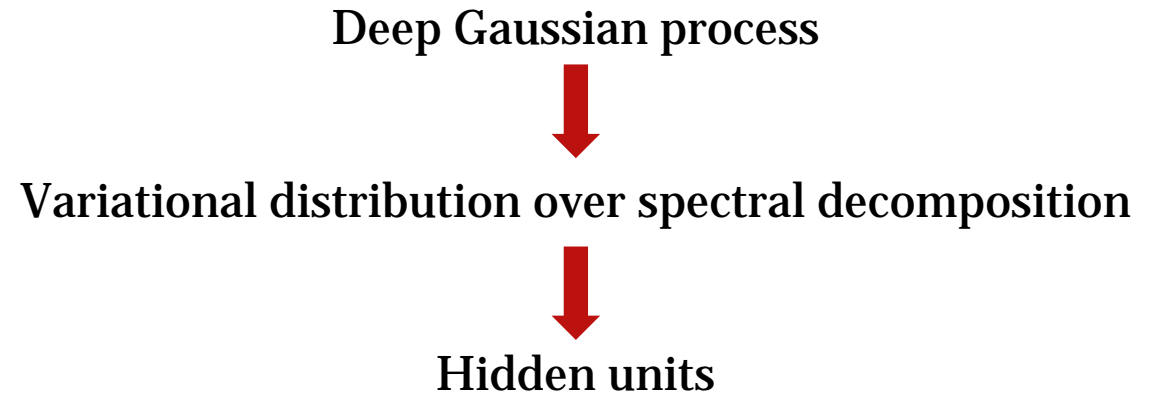 Deep Gaussian process
Variational distribution over spectral decomposition
Hidden units